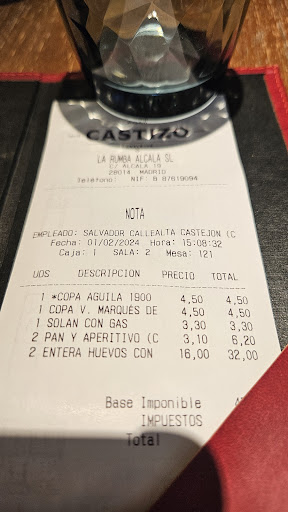 CASTIZO
LA RUMBA ALCALA SL
C/ ALCALA 18
28014 MADRID
Teléfono: NIF: B 87619094
NOTA
EMPLEADO: SALVADOR CALLEALTA CASTEJON (C
Fecha: 01/02/2024 Hora: 15:08:32
Caja: 1 SALA: 2 Mesa: 121
UDS DESCRIPCION PRECIO TOTAL
1 *COPA AGUILA 1900 4,50 4,50
1 COPA V. MARQUÉS DE 4,50 4,50
1 SOLAN CON GAS 3,30 3,30
2 PAN Y APERITIVO (C 3,10 6,20
2 ENTERA HUEVOS CON 16,00 32,00
Base Imponible
IMPUESTOS
Total